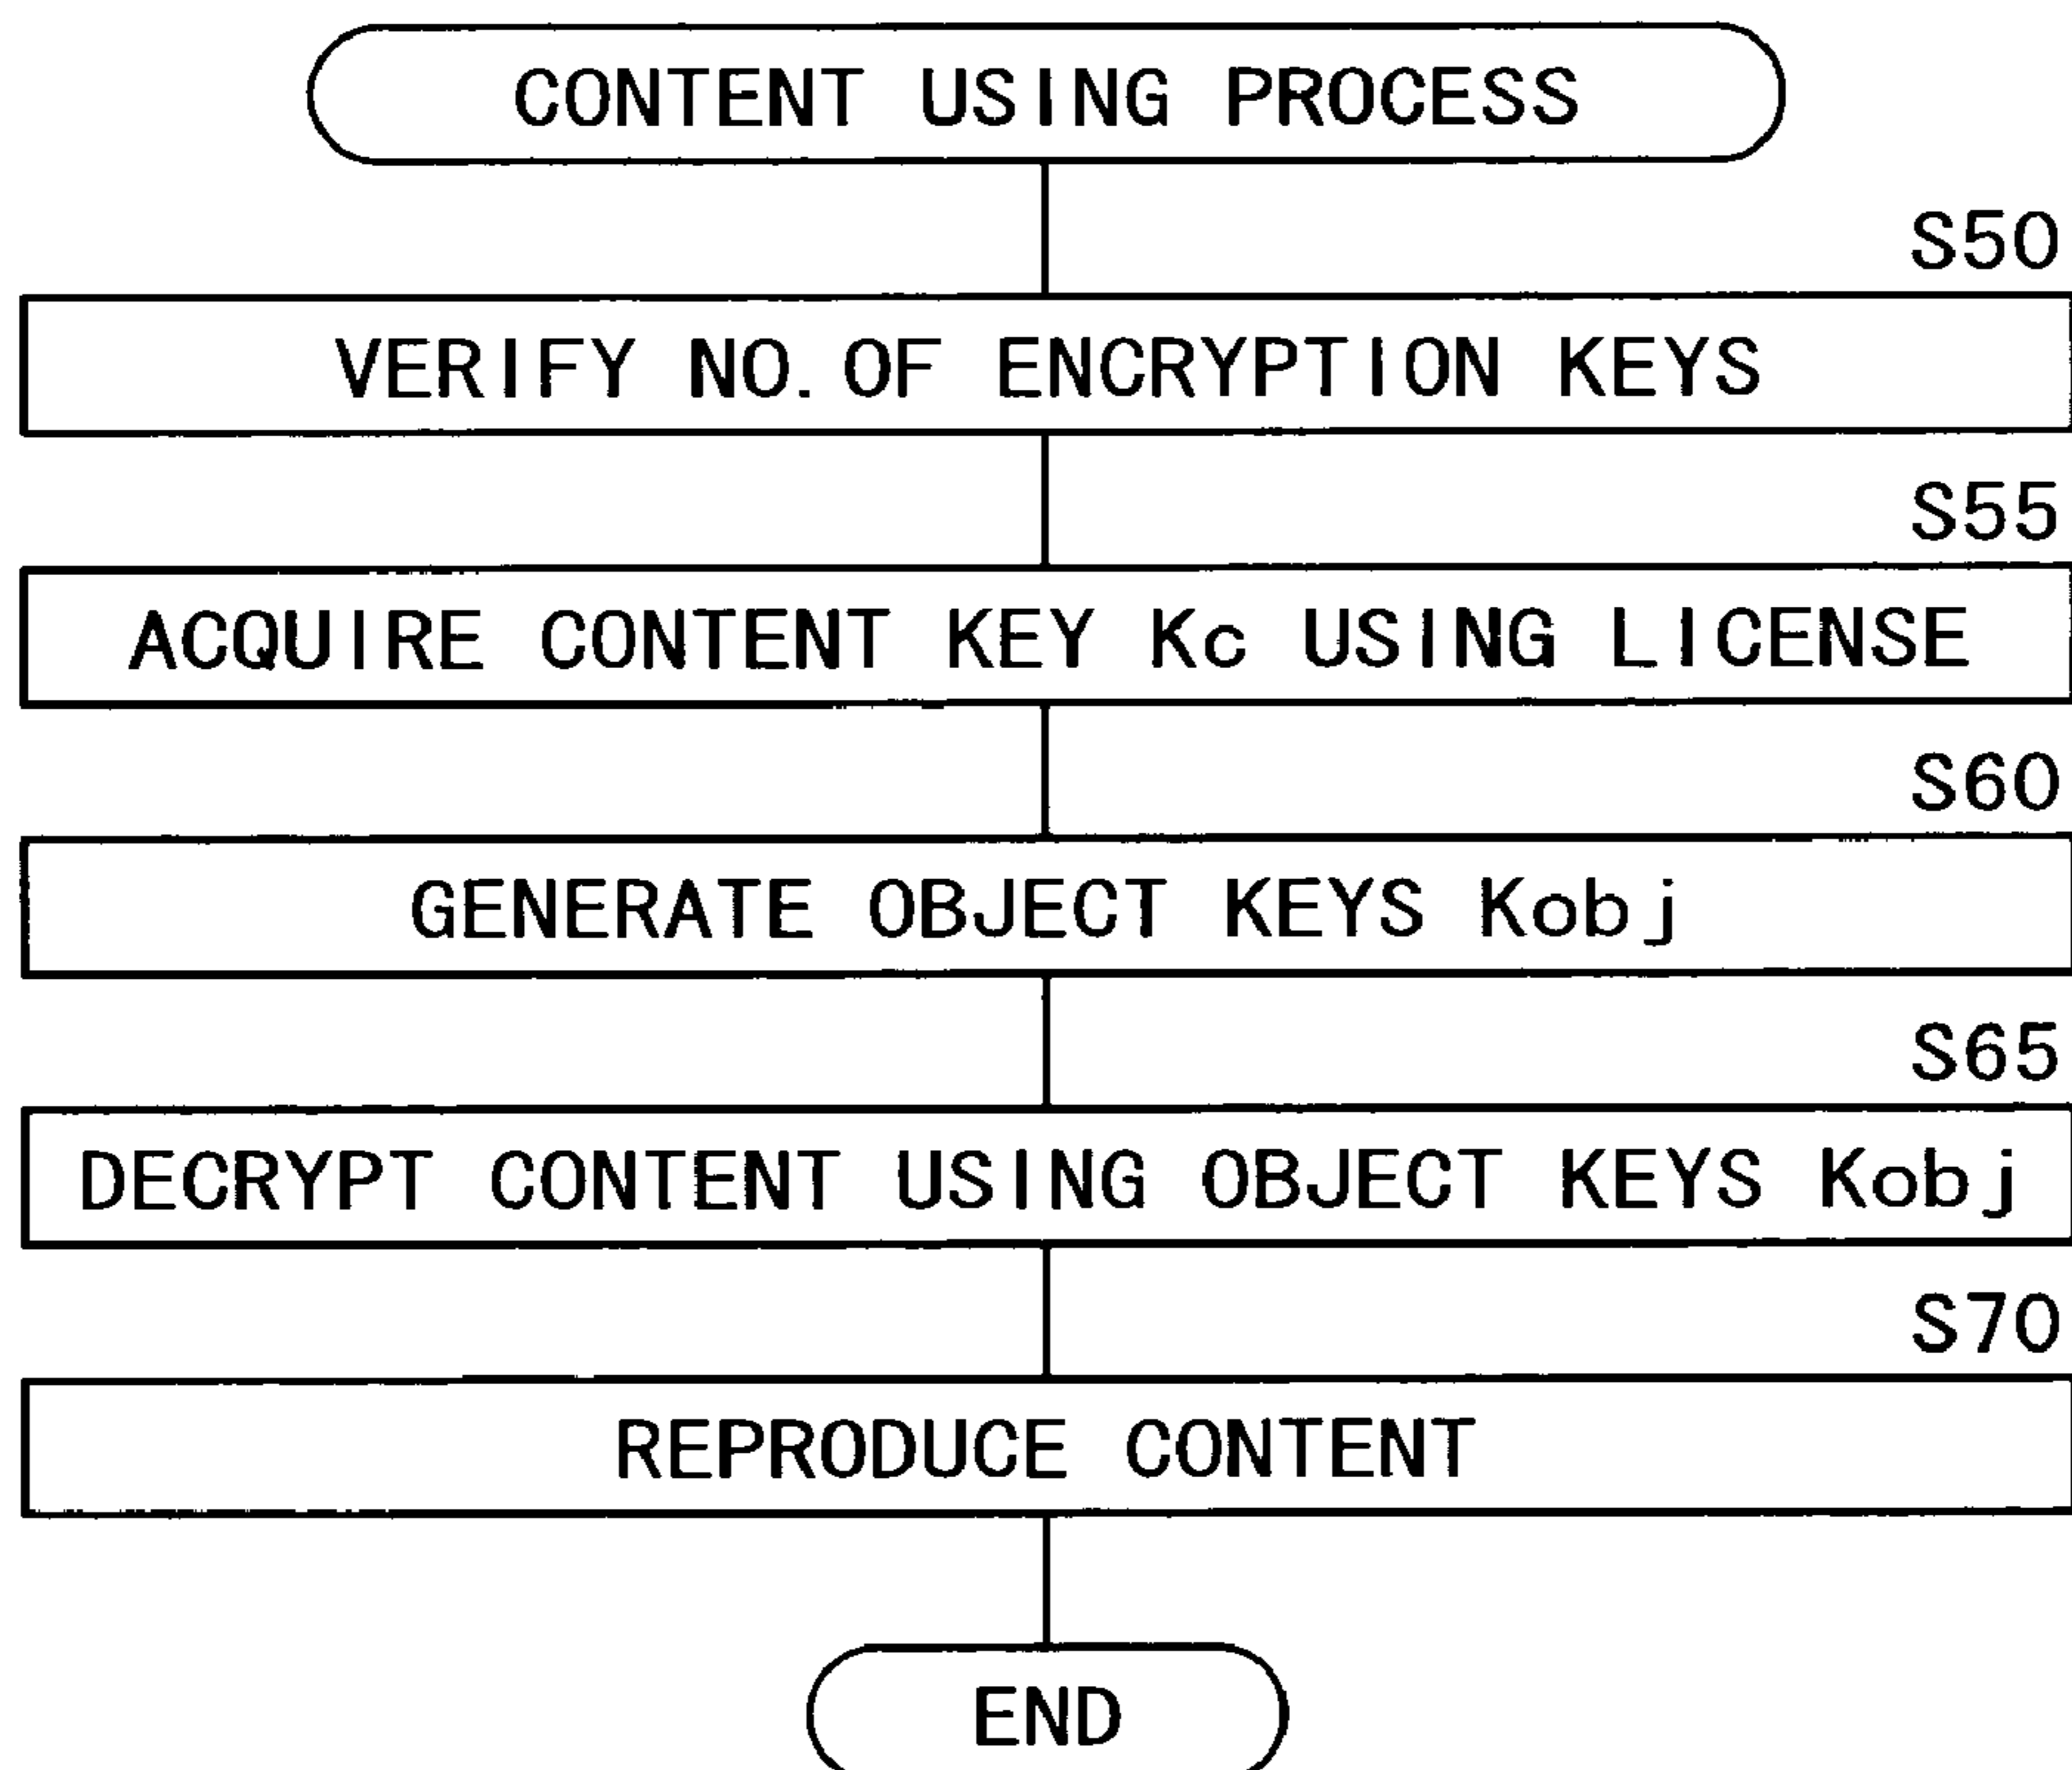 CONTENT USING PROCESS
S50
VERIFY NO. OF ENCRYPTION KEYS
S55
ACQUIRE CONTENT KEY Kc USING LICENSE
S60
GENERATE OBJECT KEYS Kobj
S65
DECRYPT CONTENT USING OBJECT KEYS Kobj
S70
REPRODUCE CONTENT
END